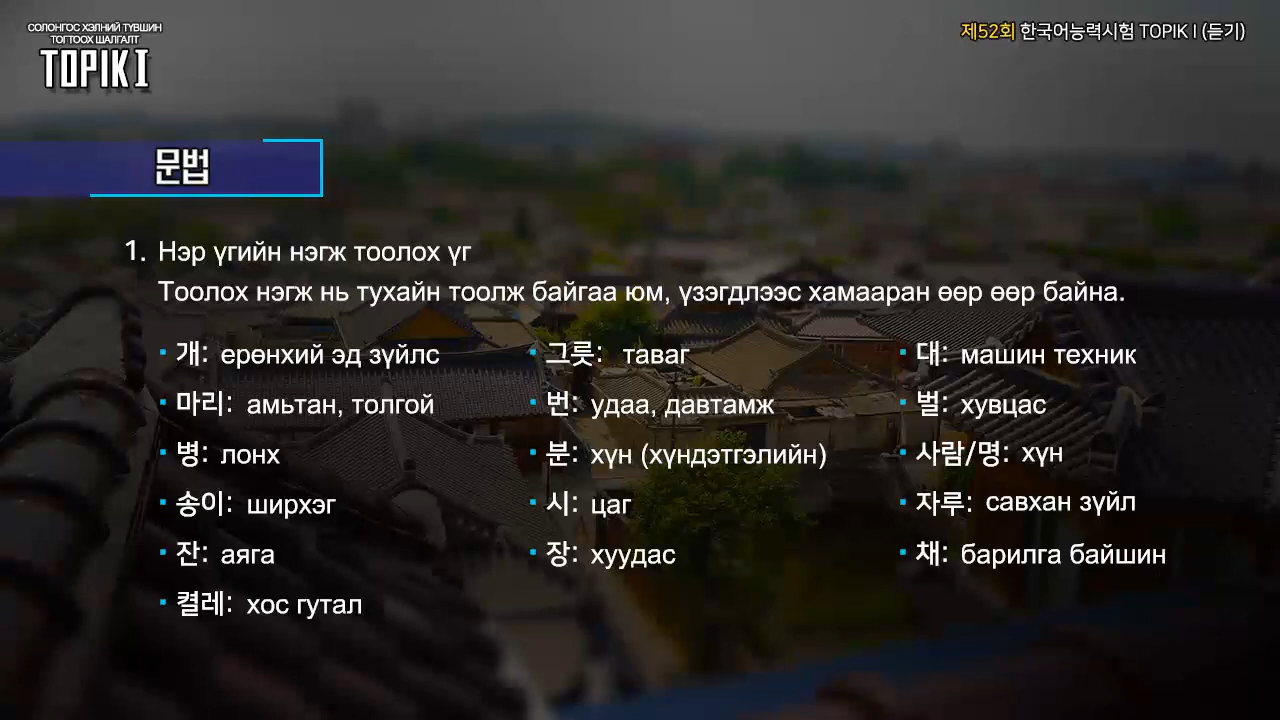 СОЛОНГОС ХЭЛНИЙ ТҮВШИН
ТОГТООХ ШАЛГАЛТ
TOPIK I
제52회 한국어능력시험 TOPIK I (듣기)
문법
1. Нэр үгийн нэгж тоолох үг
Тоолох нэгж нь тухайн тоолж байгаа юм, үзэгдлээс хамааран өөр өөр байна.
· 개: ерөнхий эд зүйлс
· 마리: амьтан, толгой
· 병: лонх
· 송이: ширхэг
· 잔: аяга
· 켤레: хос гутал
· 그릇: таваг
· 번: удаа, давтамж
· 분: хүн (хүндэтгэлийн)
· 시: цаг
· 장: хуудас
· 대: машин техник
· 벌: хувцас
· 사람/명: хүн
· 자루: савхан зүйл
· 채: барилга байшин